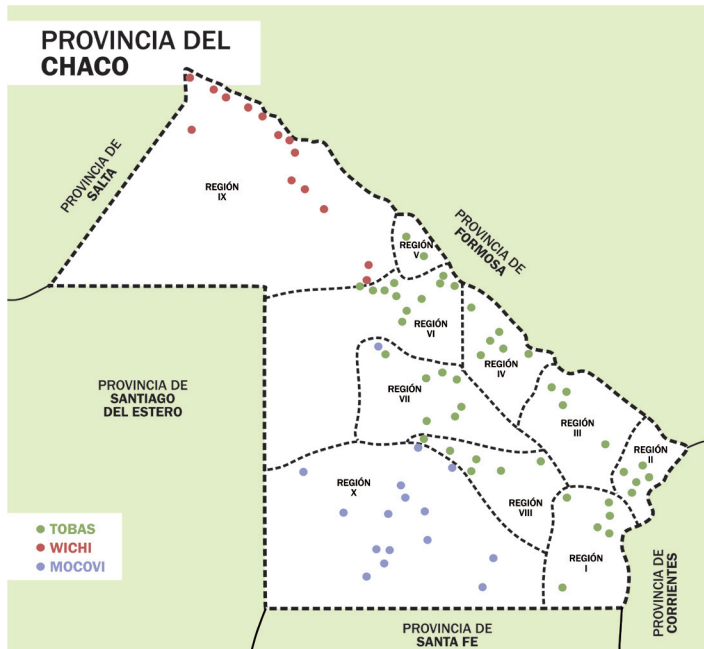 PROVINCIA DEL
CHACO
PROVINCIA DE
SALTA
REGIÓN
IX
PROVINCIA DE
FORMOSA
REGIÓN
V
REGIÓN
VI
REGIÓN
IV
PROVINCIA DE
SANTIAGO
DEL ESTERO
REGIÓN
VII
REGIÓN
III
REGIÓN
II
REGIÓN
X
REGIÓN
VIII
TOBAS
WICHI
MOCOVI
REGIÓN
I
PROVINCIA DE
CORRIENTES
PROVINCIA DE
SANTA FE